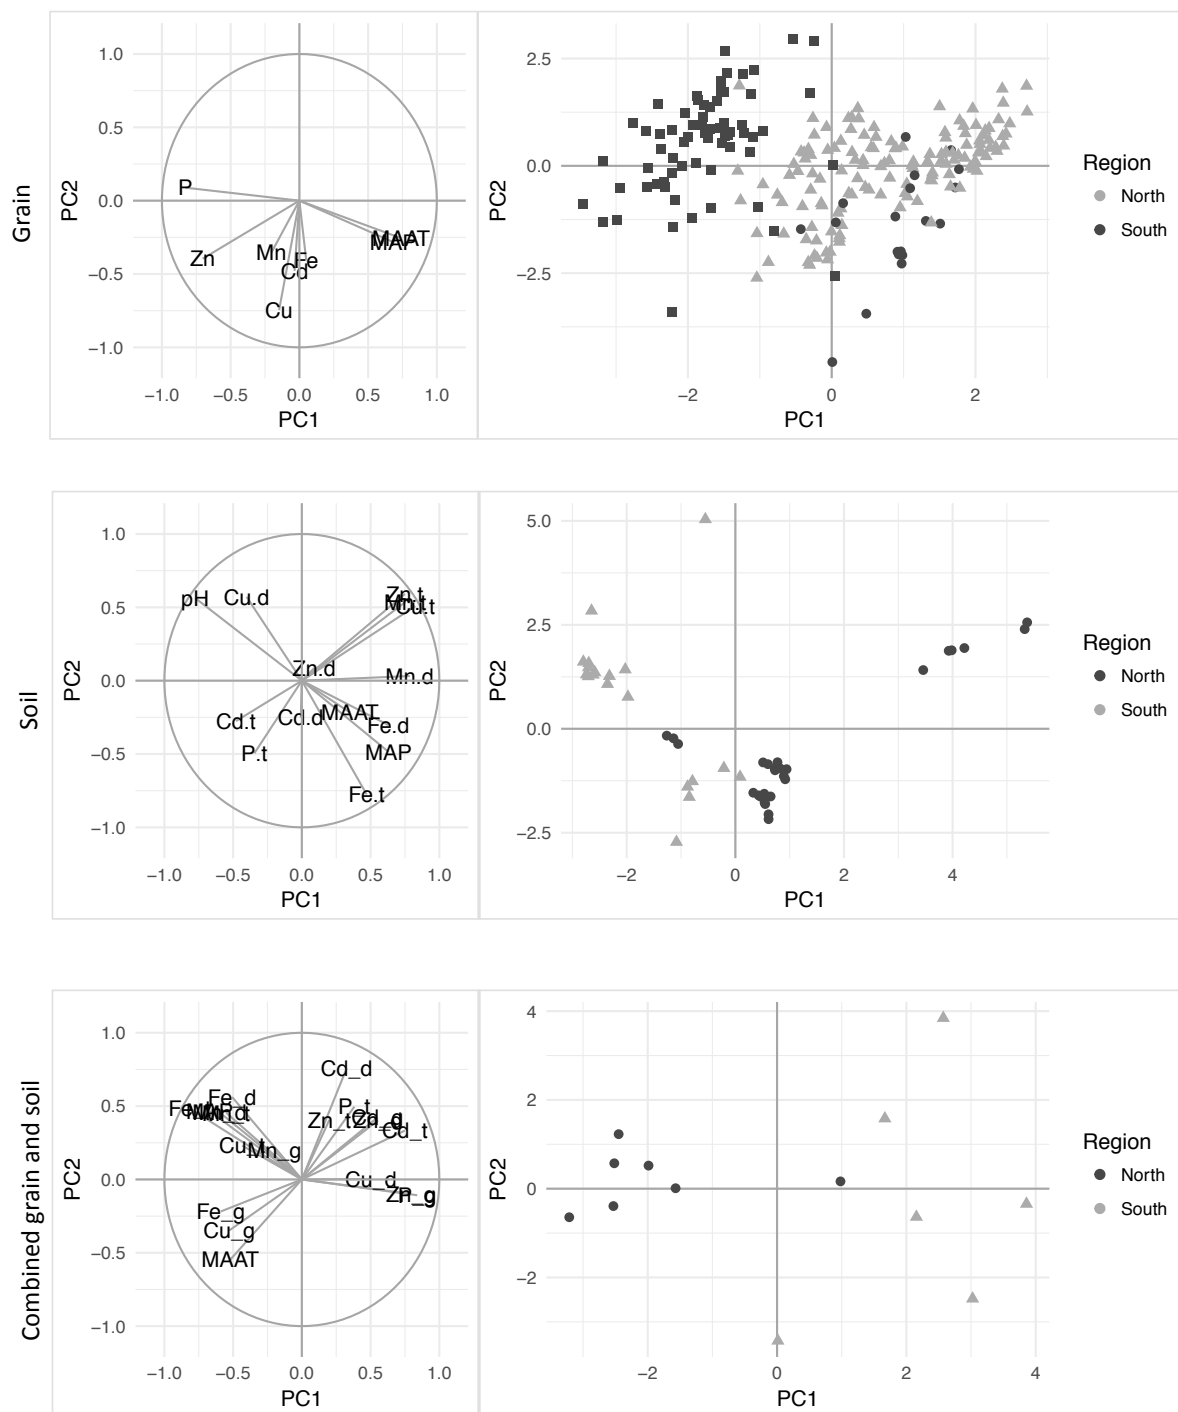 Grain
1.0
0.5
0.0
−0.5
−1.0
PC2
P
Zn
Mn
Fe
Cd
Cu
MAAT
MAP
−1.0 −0.5 0.0 0.5 1.0
PC1
2.5
0.0
−2.5
PC2
−2 0 2
PC1
Region
North
South
Soil
1.0
0.5
0.0
−0.5
−1.0
PC2
pH
Cu.d
Zn.t
Mn.t
Cu.t
Zn.d
Mn.d
Cd.t
Cd.d
MAAT
Fe.d
P.t
MAP
Fe.t
−1.0 −0.5 0.0 0.5 1.0
PC1
5.0
2.5
0.0
−2.5
PC2
−2 0 2 4
PC1
Region
North
South
Combined grain and soil
1.0
0.5
0.0
−0.5
−1.0
PC2
Cd_d
Fe_d
P_t
Zn_t
Cd_t
Cu_t
Mn_g
Cu_d
Zn_g
P_g
Fe_g
Cu_g
MAAT
−1.0 −0.5 0.0 0.5 1.0
PC1
4
2
0
−2
PC2
−2 0 2 4
PC1
Region
North
South